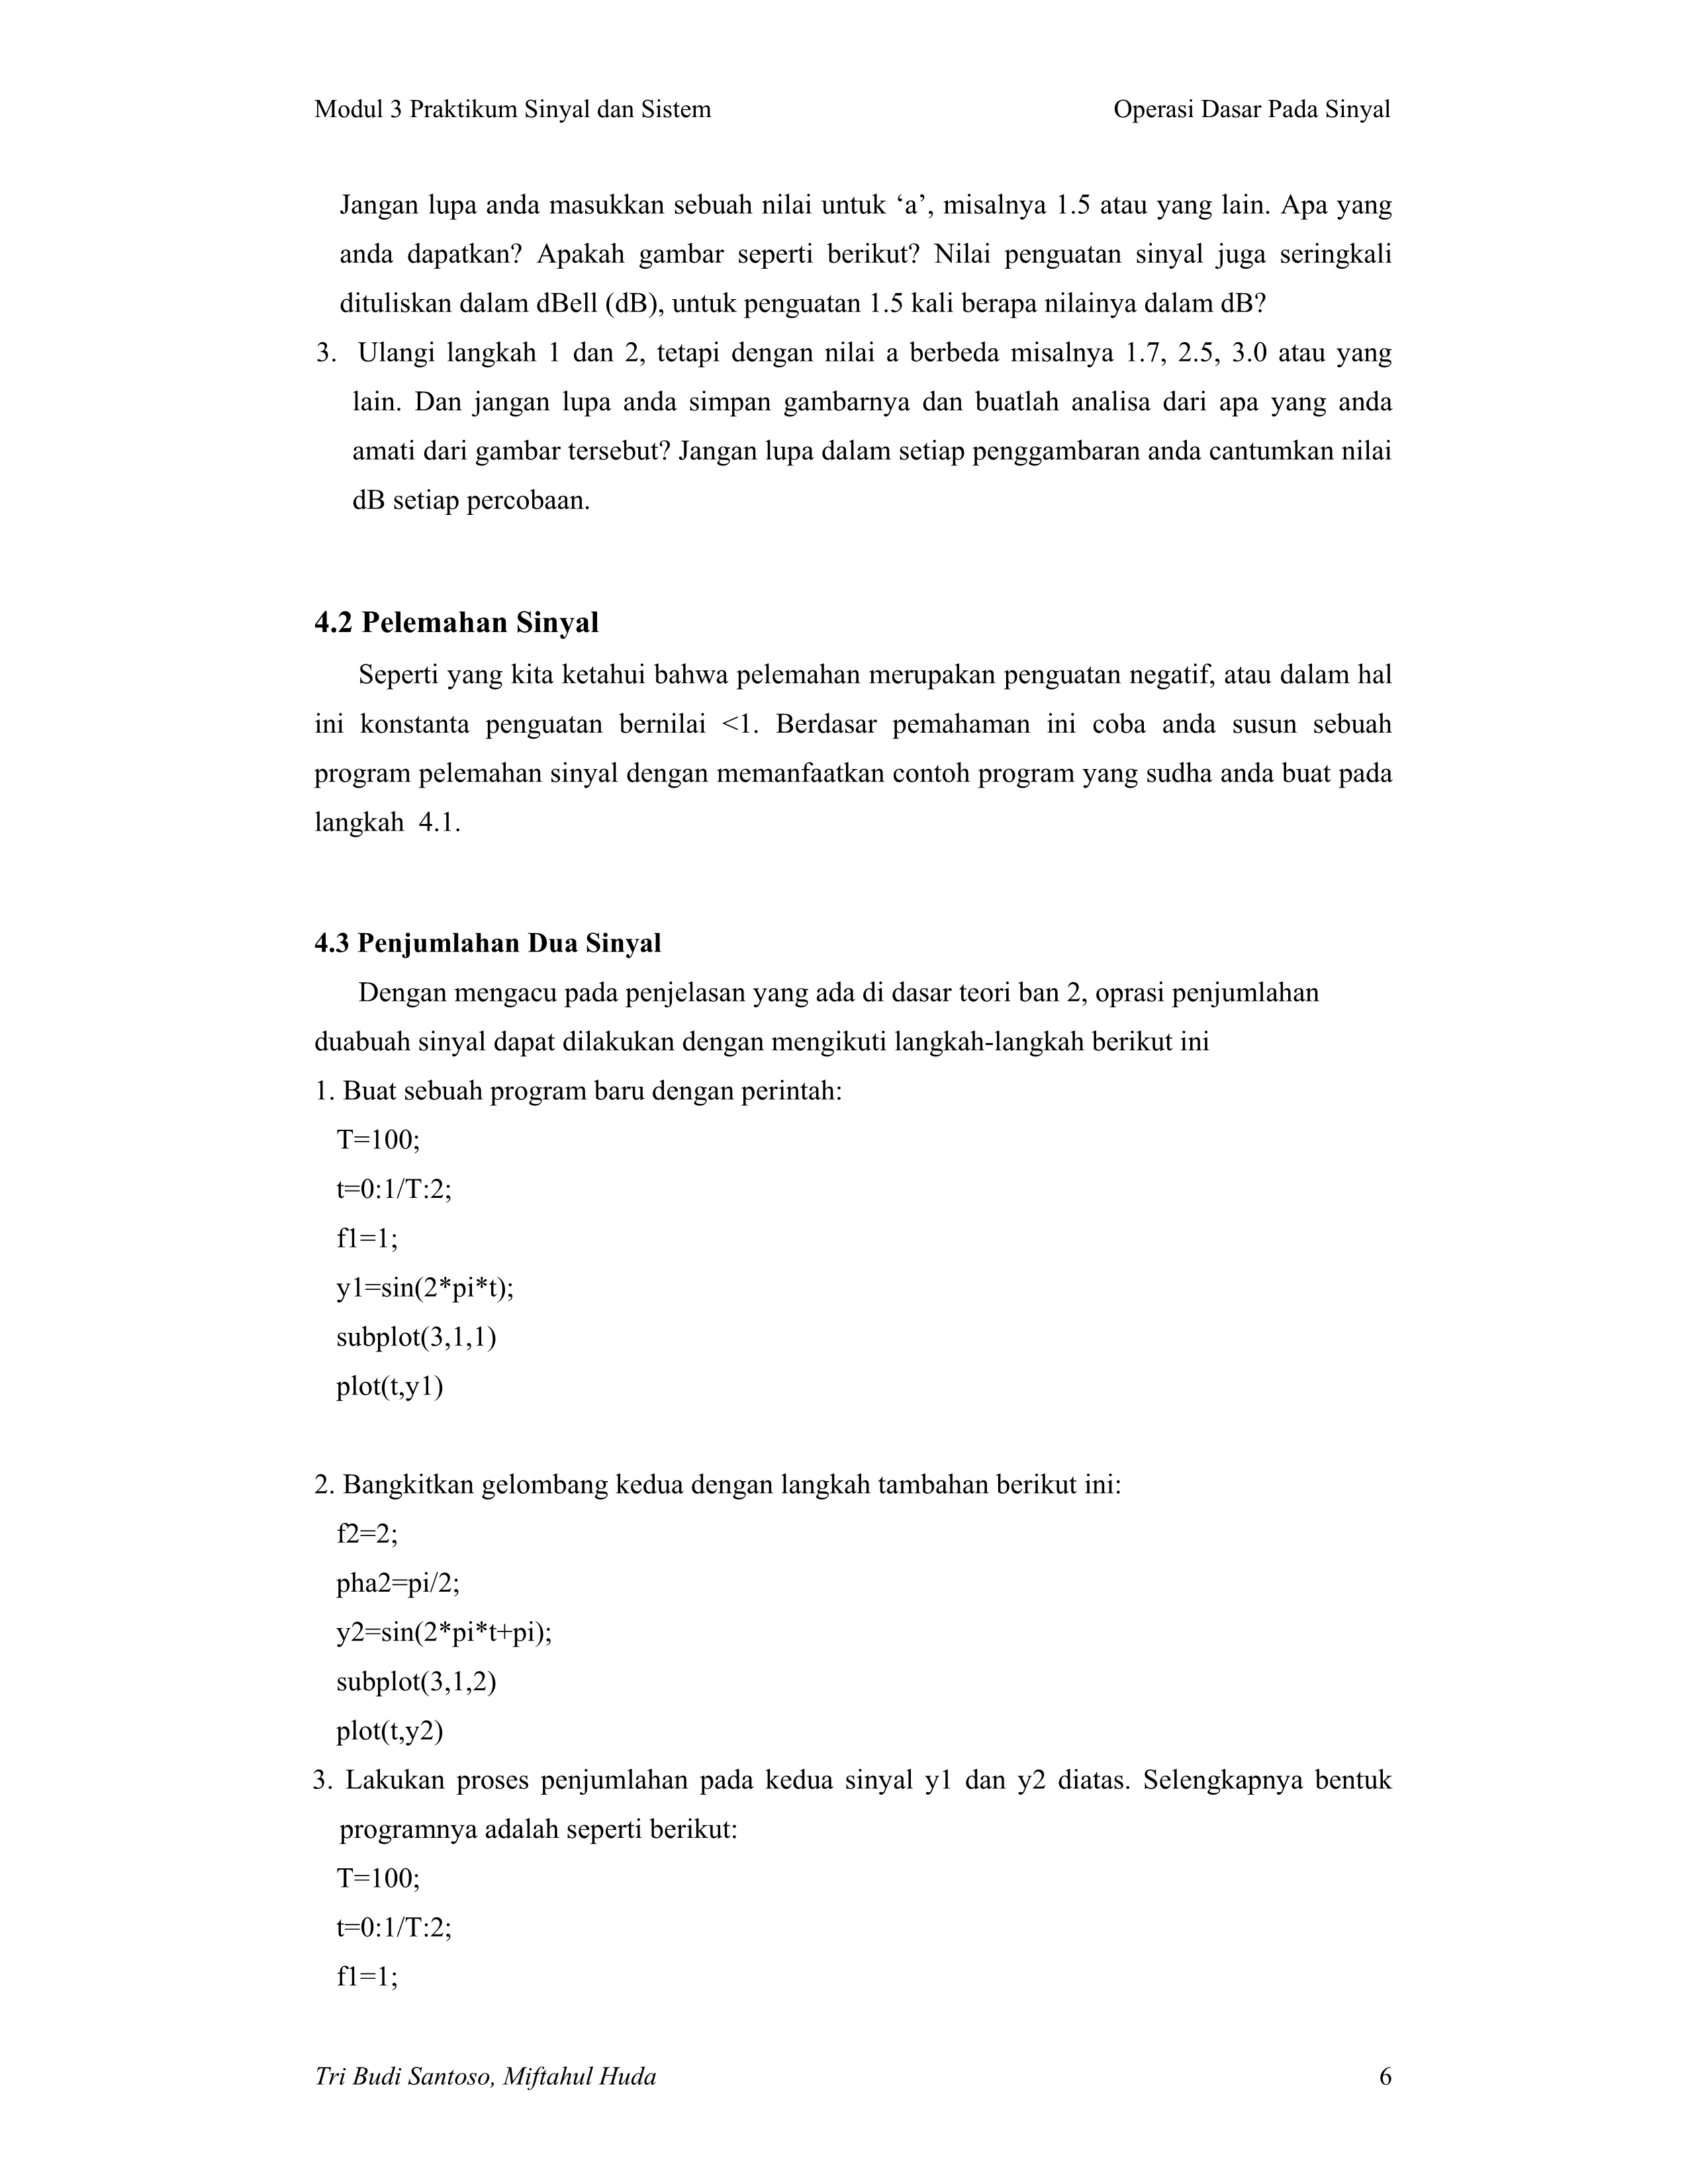 Modul 3 Praktikum Sinyal dan Sistem Operasi Dasar Pada Sinyal
Jangan lupa anda masukkan sebuah nilai untuk ‘a’, misalnya 1.5 atau yang lain. Apa yang
anda dapatkan? Apakah gambar seperti berikut? Nilai penguatan sinyal juga seringkali
dituliskan dalam dBell (dB), untuk penguatan 1.5 kali berapa nilainya dalam dB?
3. Ulangi langkah 1 dan 2, tetapi dengan nilai a berbeda misalnya 1.7, 2.5, 3.0 atau yang
lain. Dan jangan lupa anda simpan gambarnya dan buatlah analisa dari apa yang anda
amati dari gambar tersebut? Jangan lupa dalam setiap penggambaran anda cantumkan nilai
dB setiap percobaan.
4.2 Pelemahan Sinyal
Seperti yang kita ketahui bahwa pelemahan merupakan penguatan negatif, atau dalam hal
ini konstanta penguatan bernilai <1. Berdasar pemahaman ini coba anda susun sebuah
program pelemahan sinyal dengan memanfaatkan contoh program yang sudha anda buat pada
langkah 4.1.
4.3 Penjumlahan Dua Sinyal
Dengan mengacu pada penjelasan yang ada di dasar teori ban 2, oprasi penjumlahan
duabuah sinyal dapat dilakukan dengan mengikuti langkah-langkah berikut ini
1. Buat sebuah program baru dengan perintah:
T=100;
t=0:1/T:2;
f1=1;
y1=sin(2*pi*t);
subplot(3,1,1)
plot(t,y1)
2. Bangkitkan gelombang kedua dengan langkah tambahan berikut ini:
f2=2;
pha2=pi/2;
y2=sin(2*pi*t+pi);
subplot(3,1,2)
plot(t,y2)
3. Lakukan proses penjumlahan pada kedua sinyal y1 dan y2 diatas. Selengkapnya bentuk
programnya adalah seperti berikut:
T=100;
t=0:1/T:2;
f1=1;
Tri Budi Santoso, Miftahul Huda 6